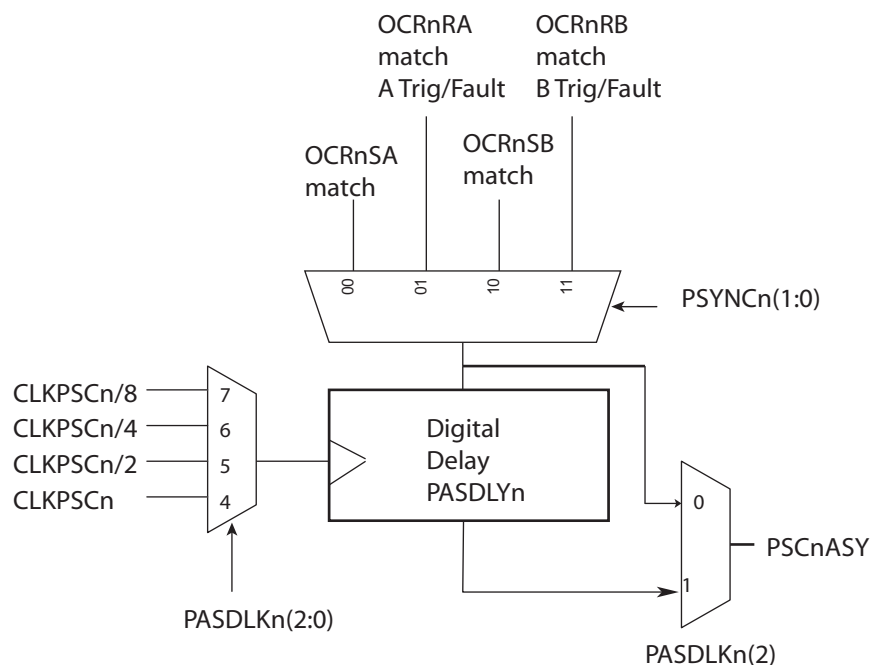 OCRnRA
match
A Trig/Fault
OCRnRB
match
B Trig/Fault
OCRnSA
match
OCRnSB
match
00
01
10
11
PSYNCn(1:0)
CLKPSCn/8
CLKPSCn/4
CLKPSCn/2
CLKPSCn
7
6
5
4
Digital
Delay
PASDLYn
0
1
PSCnASY
PASDLKn(2:0)
PASDLKn(2)